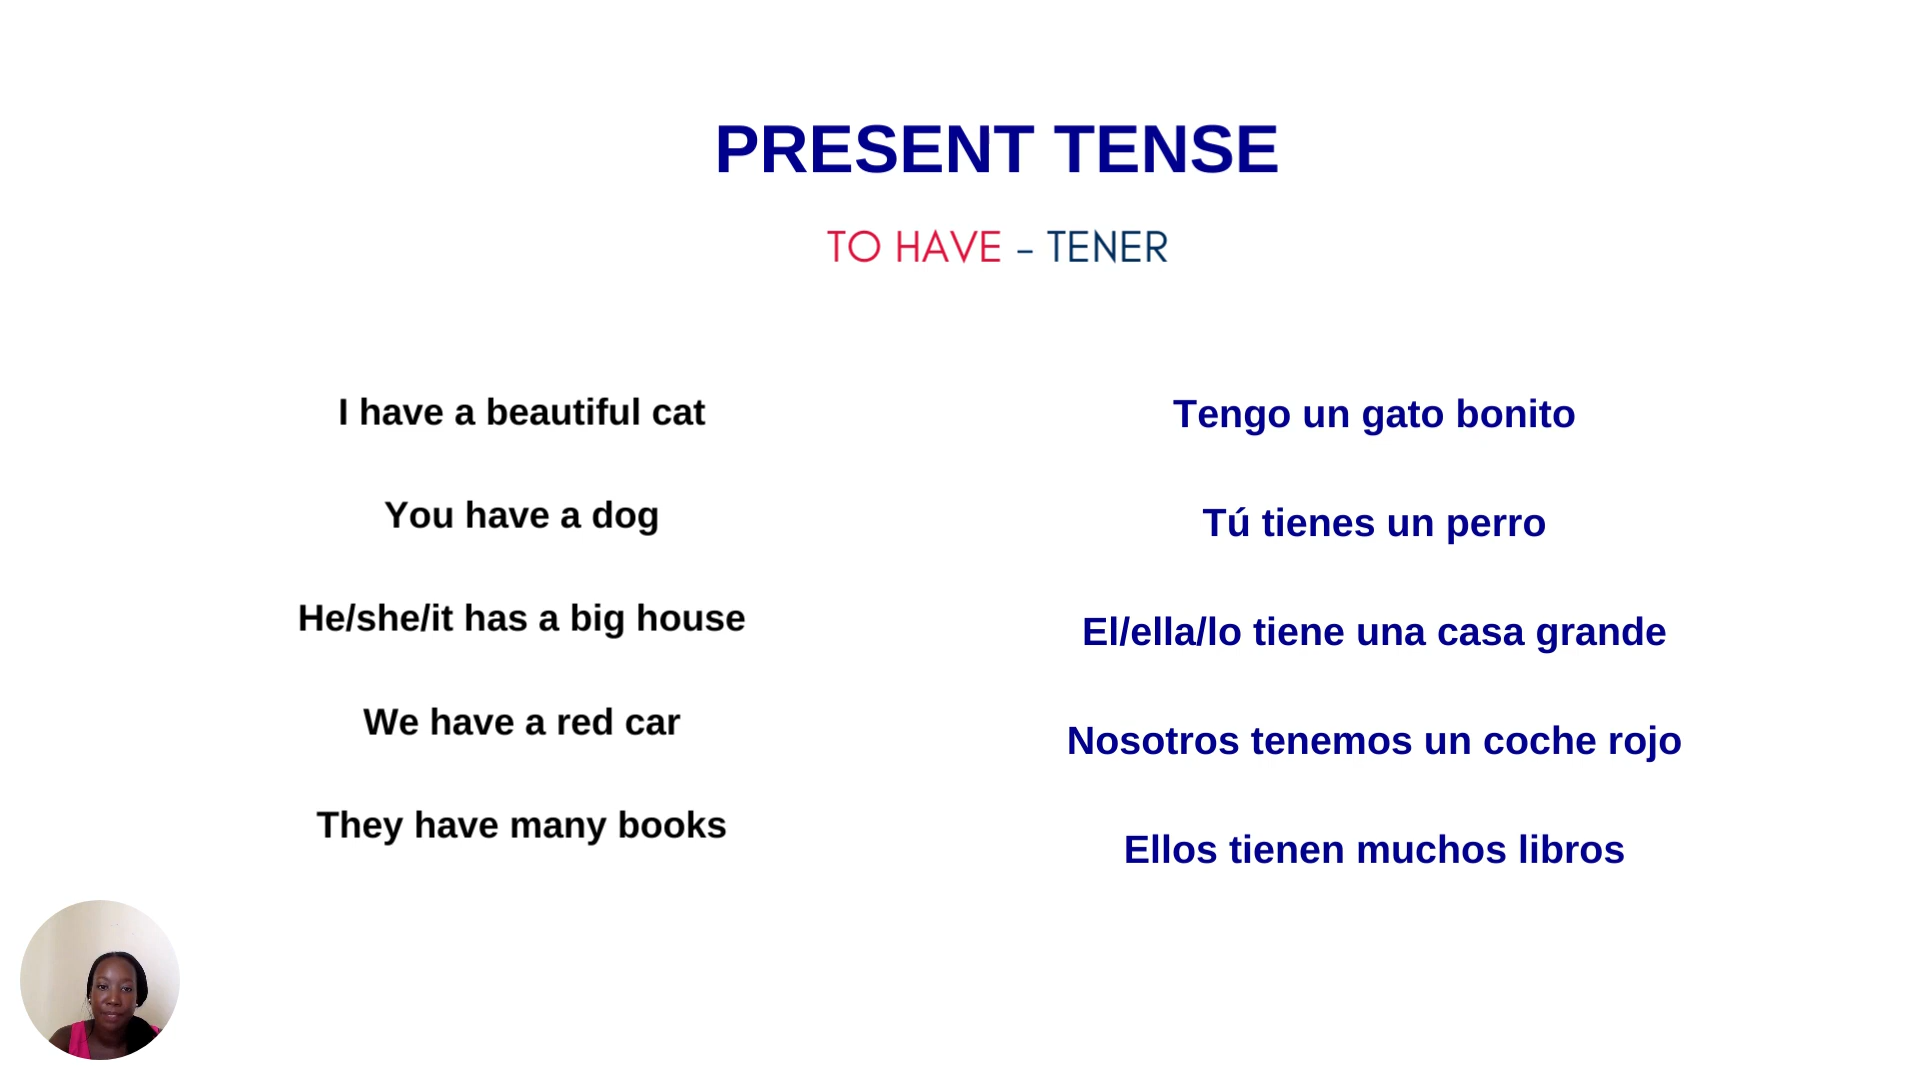 PRESENT TENSE
TO HAVE – TENER
I have a beautiful cat
You have a dog
He/she/it has a big house
We have a red car
They have many books
Tengo un gato bonito
Tú tienes un perro
El/ella/lo tiene una casa grande
Nosotros tenemos un coche rojo
Ellos tienen muchos libros